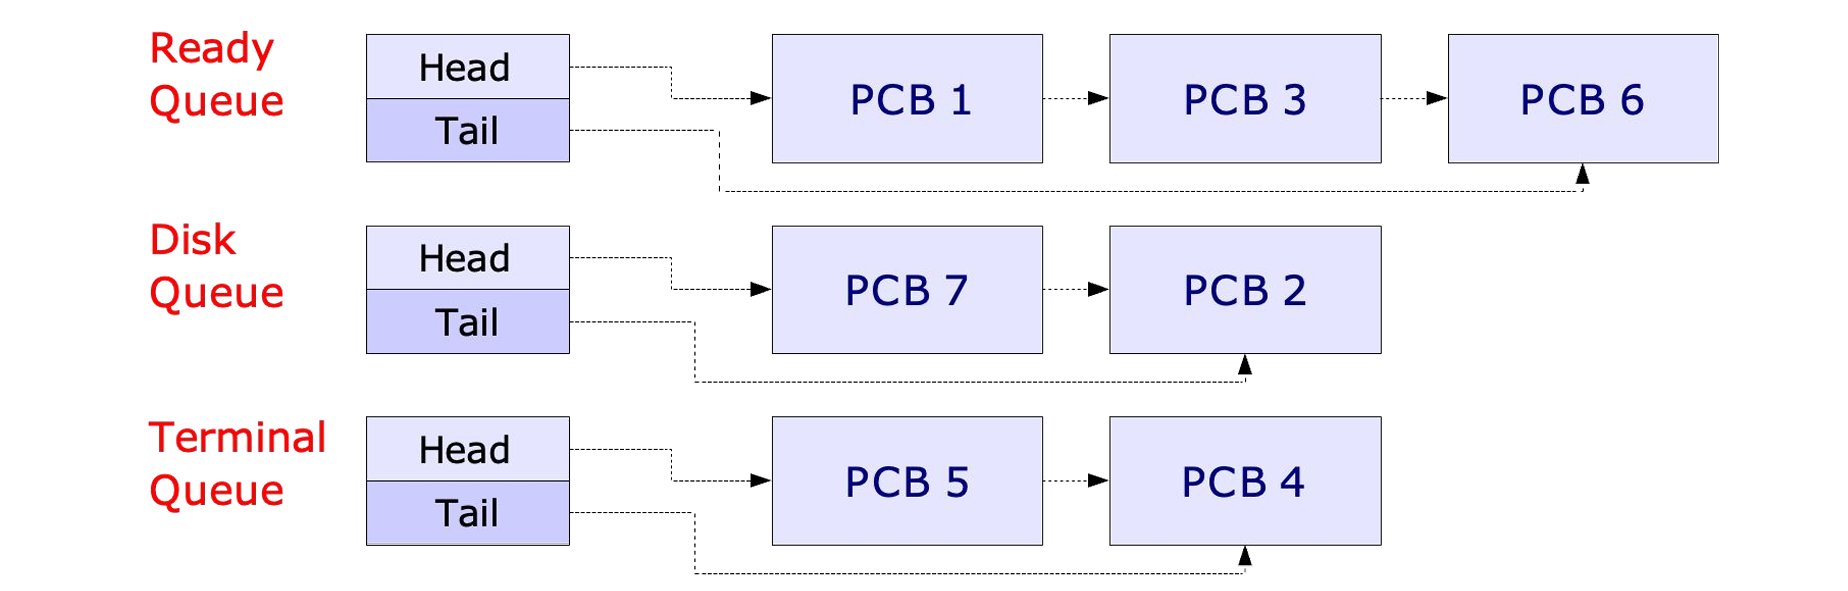 Ready
Queue
Head
Tail
PCB 1
PCB 3
PCB 6
Disk
Queue
Head
Tail
PCB 7
PCB 2
Terminal
Queue
Head
Tail
PCB 5
PCB 4